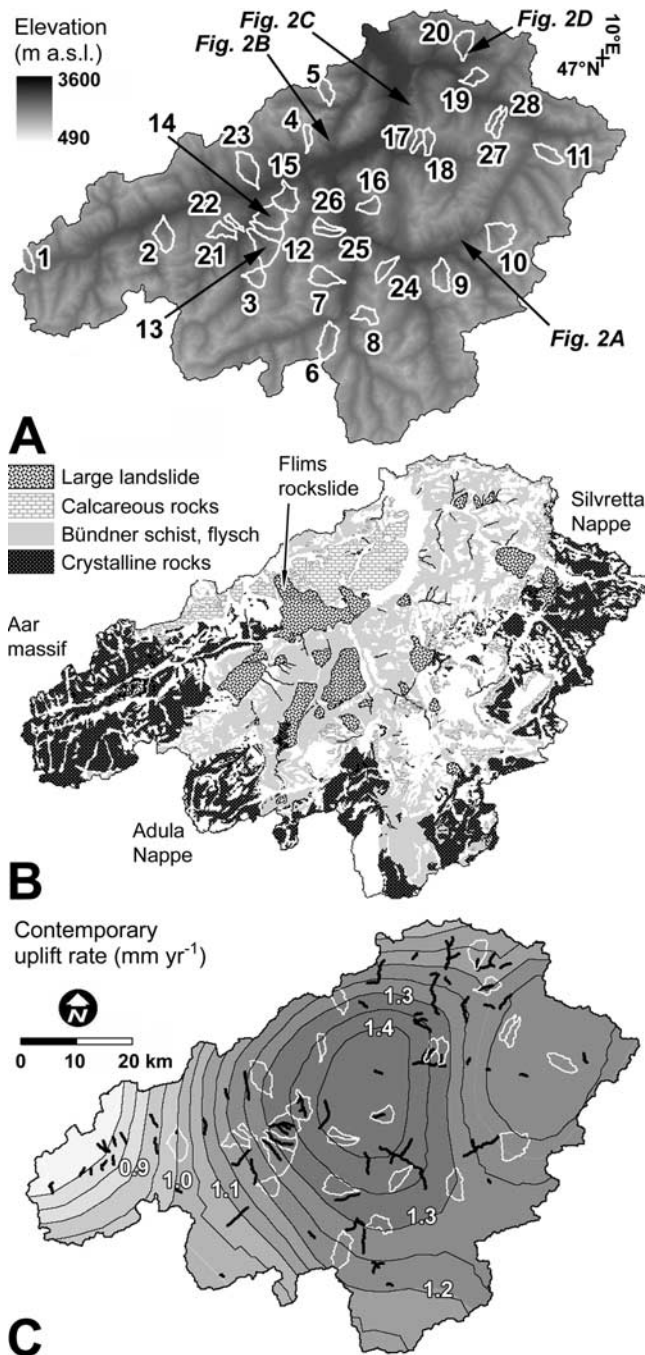 Elevation
(m a.s.l.)
3600
490
Fig. 2B
Fig. 2C
Fig. 2D
10°E
47°N
20
5
19
28
4
14
23
17
18
27
11
15
16
22
26
1
2
21
12
25
10
13
3
7
24
9
8
6
Fig. 2A
A
Large landslide
Calcareous rocks
Bündner schist, flysch
Crystalline rocks
Flims
rockslide
Silvretta
Nappe
Aar
massif
Adula
Nappe
B
Contemporary
uplift rate (mm yr-1)
N
0 10 20 km
1.3
1.4
0.9
1.0
1.1
1.3
1.2
C